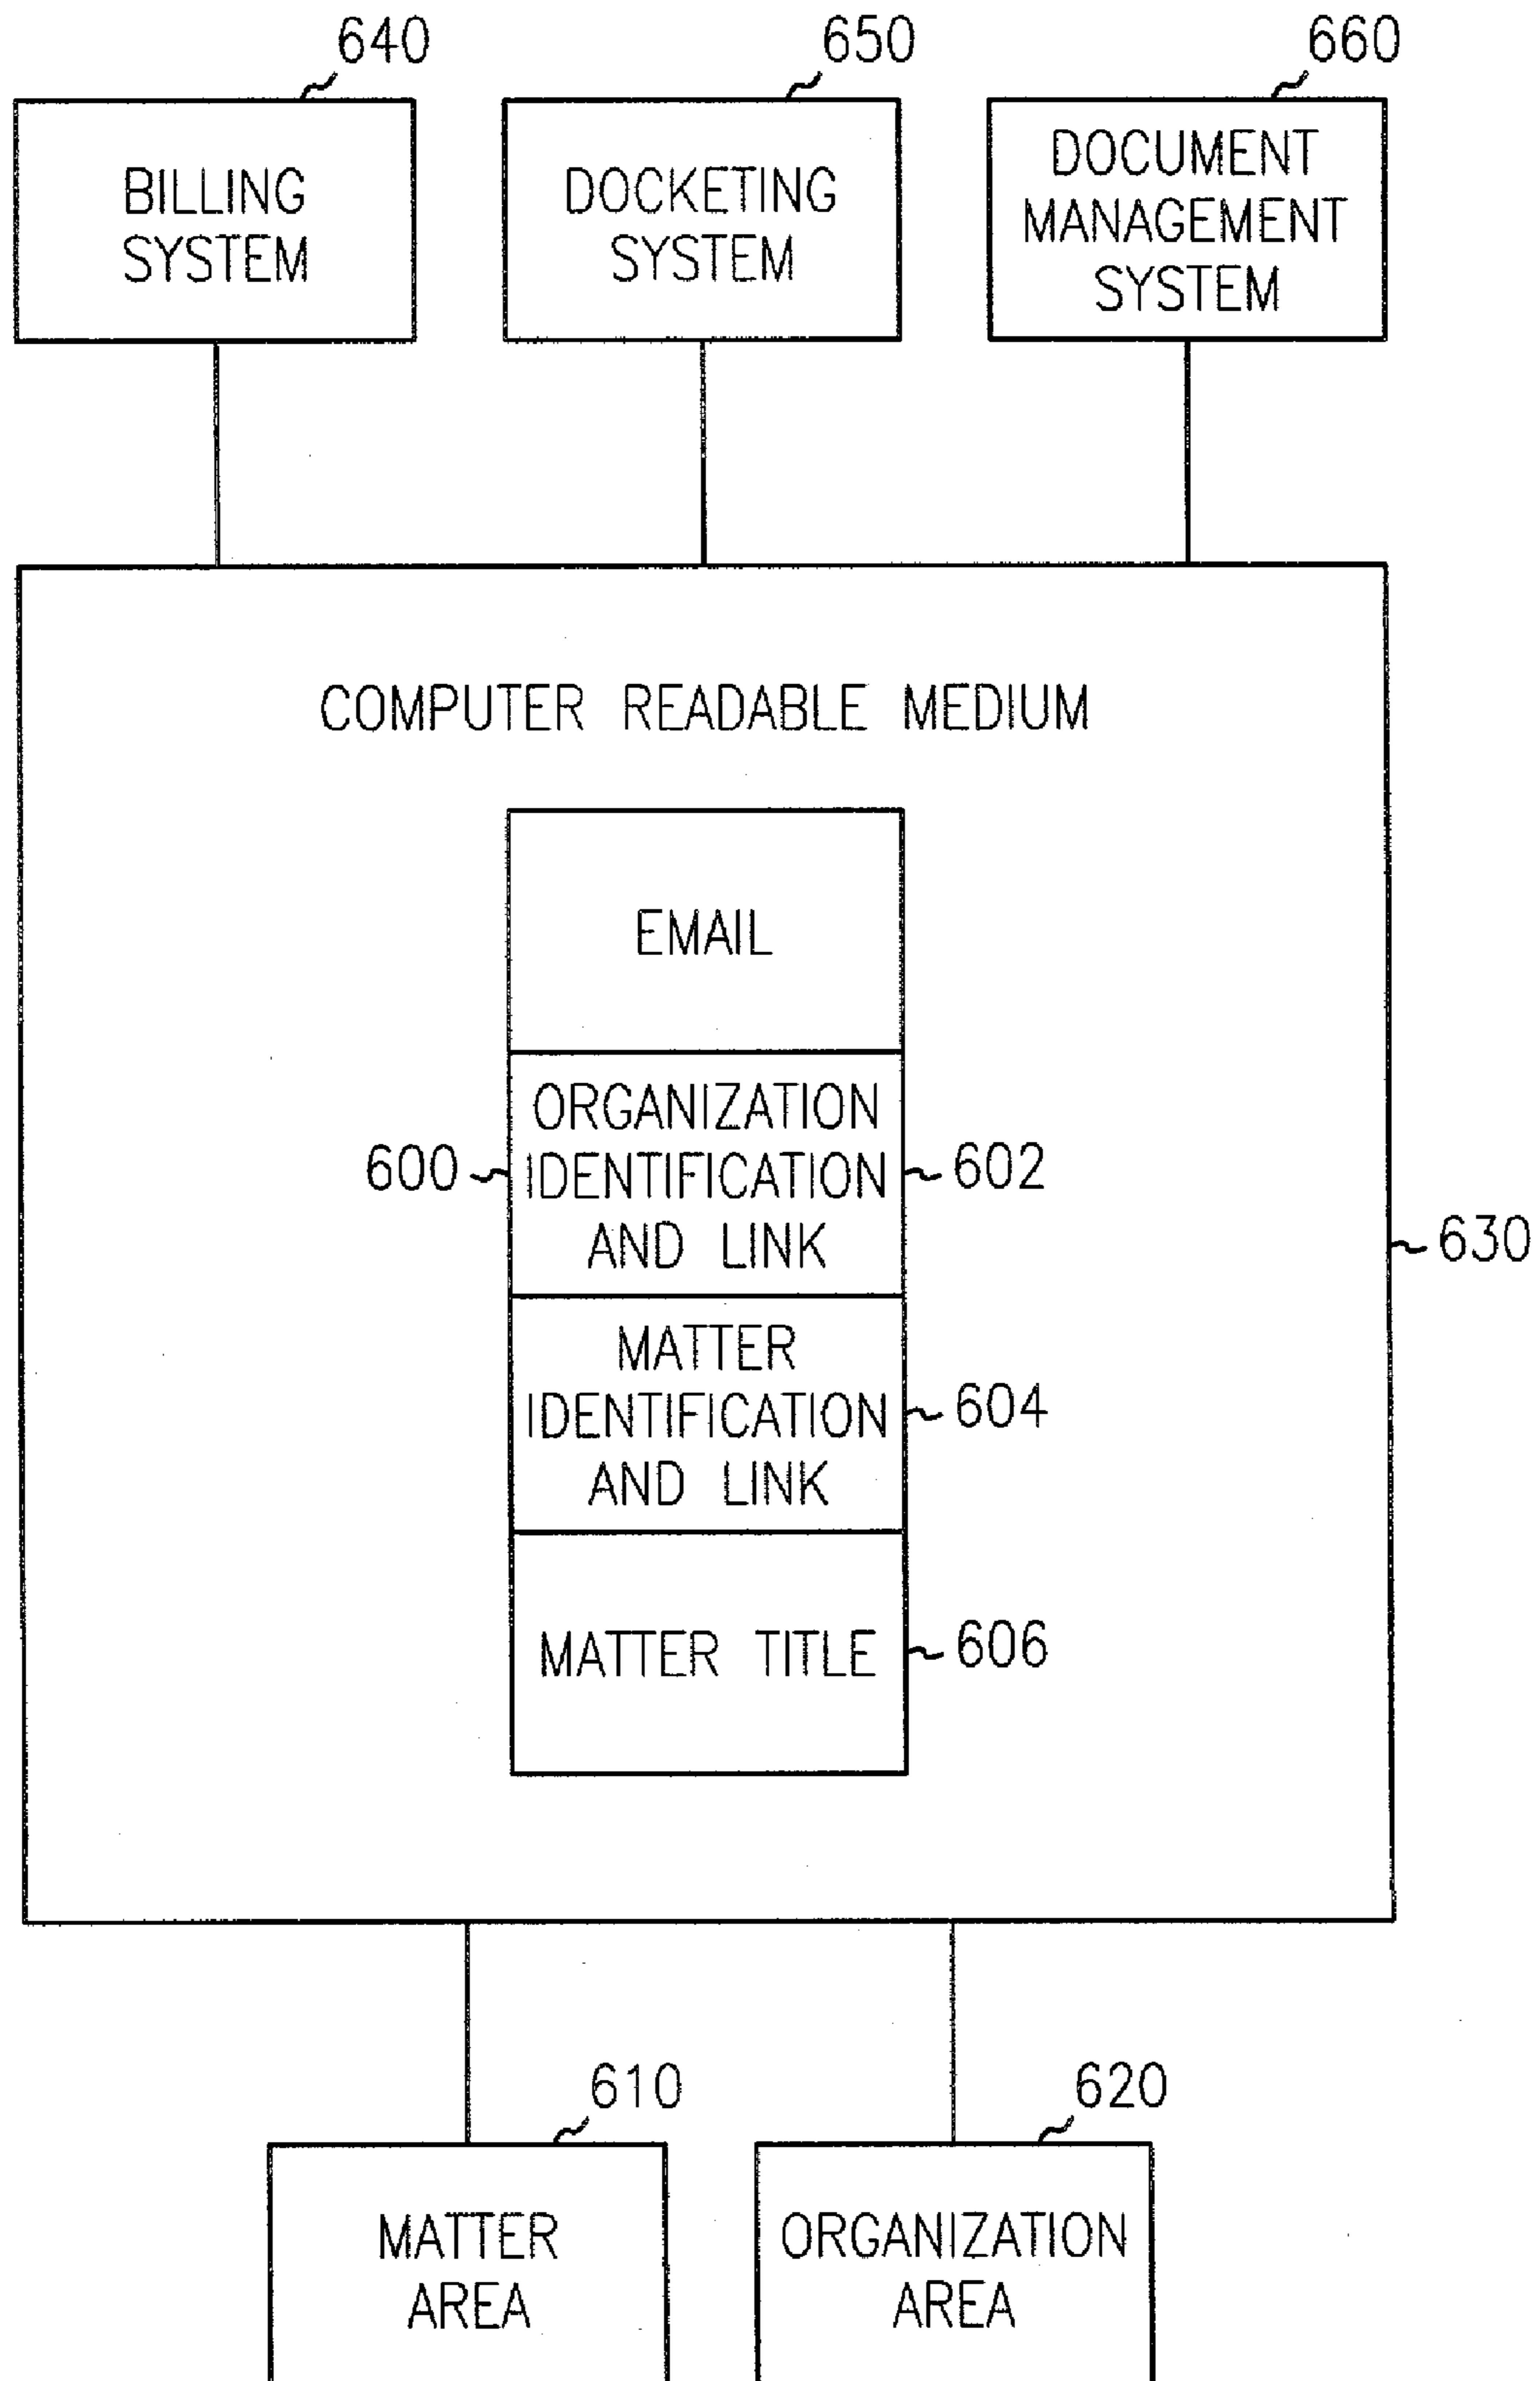 640
650
660
BILLING
SYSTEM
DOCKETING
SYSTEM
DOCUMENT
MANAGEMENT
SYSTEM
COMPUTER READABLE MEDIUM
EMAIL
600
ORGANIZATION
IDENTIFICATION
AND LINK
602
630
MATTER
IDENTIFICATION
AND LINK
604
MATTER TITLE
606
610
620
MATTER
AREA
ORGANIZATION
AREA